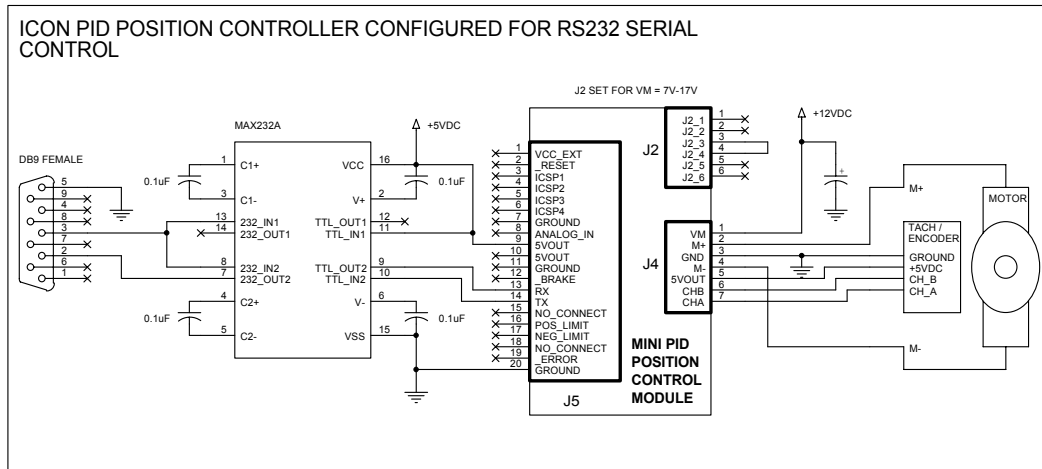 ICON PID POSITION CONTROLLER CONFIGURED FOR RS232 SERIAL
CONTROL
J2 SET FOR VM = 7V-17V
DB9 FEMALE
5
9
4
8
3
7
2
6
1
MAX232A
1 C1+
0.1uF
3 C1-
13 232_IN1
14 232_OUT1
8 232_IN2
7 232_OUT2
4 C2+
0.1uF
5 C2-
VCC 16
+5VDC
0.1uF
V+ 2
TTL_OUT1 12
TTL_IN1 11
TTL_OUT2 9
TTL_IN2 10
V- 6
0.1uF
VSS 15
1 VCC_EXT
2 _RESET
3 ICSP1
4 ICSP2
5 ICSP3
6 ICSP4
7 GROUND
8 ANALOG_IN
9 5VOUT
10 5VOUT
11 GROUND
12 _BRAKE
13 RX
14 TX
15 NO_CONNECT
16 POS_LIMIT
17 NEG_LIMIT
18 NO_CONNECT
19 _ERROR
20 GROUND
J5
J2
J2_1 1
J2_2 2
J2_3 3
J2_4 4
J2_5 5
J2_6 6
J4
VM 1
M+ 2
GND 3
M- 4
5VOUT 5
CHB 6
CHA 7
MINI PID
POSITION
CONTROL
MODULE
+12VDC
+
M+
MOTOR
TACH /
ENCODER
GROUND
+5VDC
CH_B
CH_A
M-